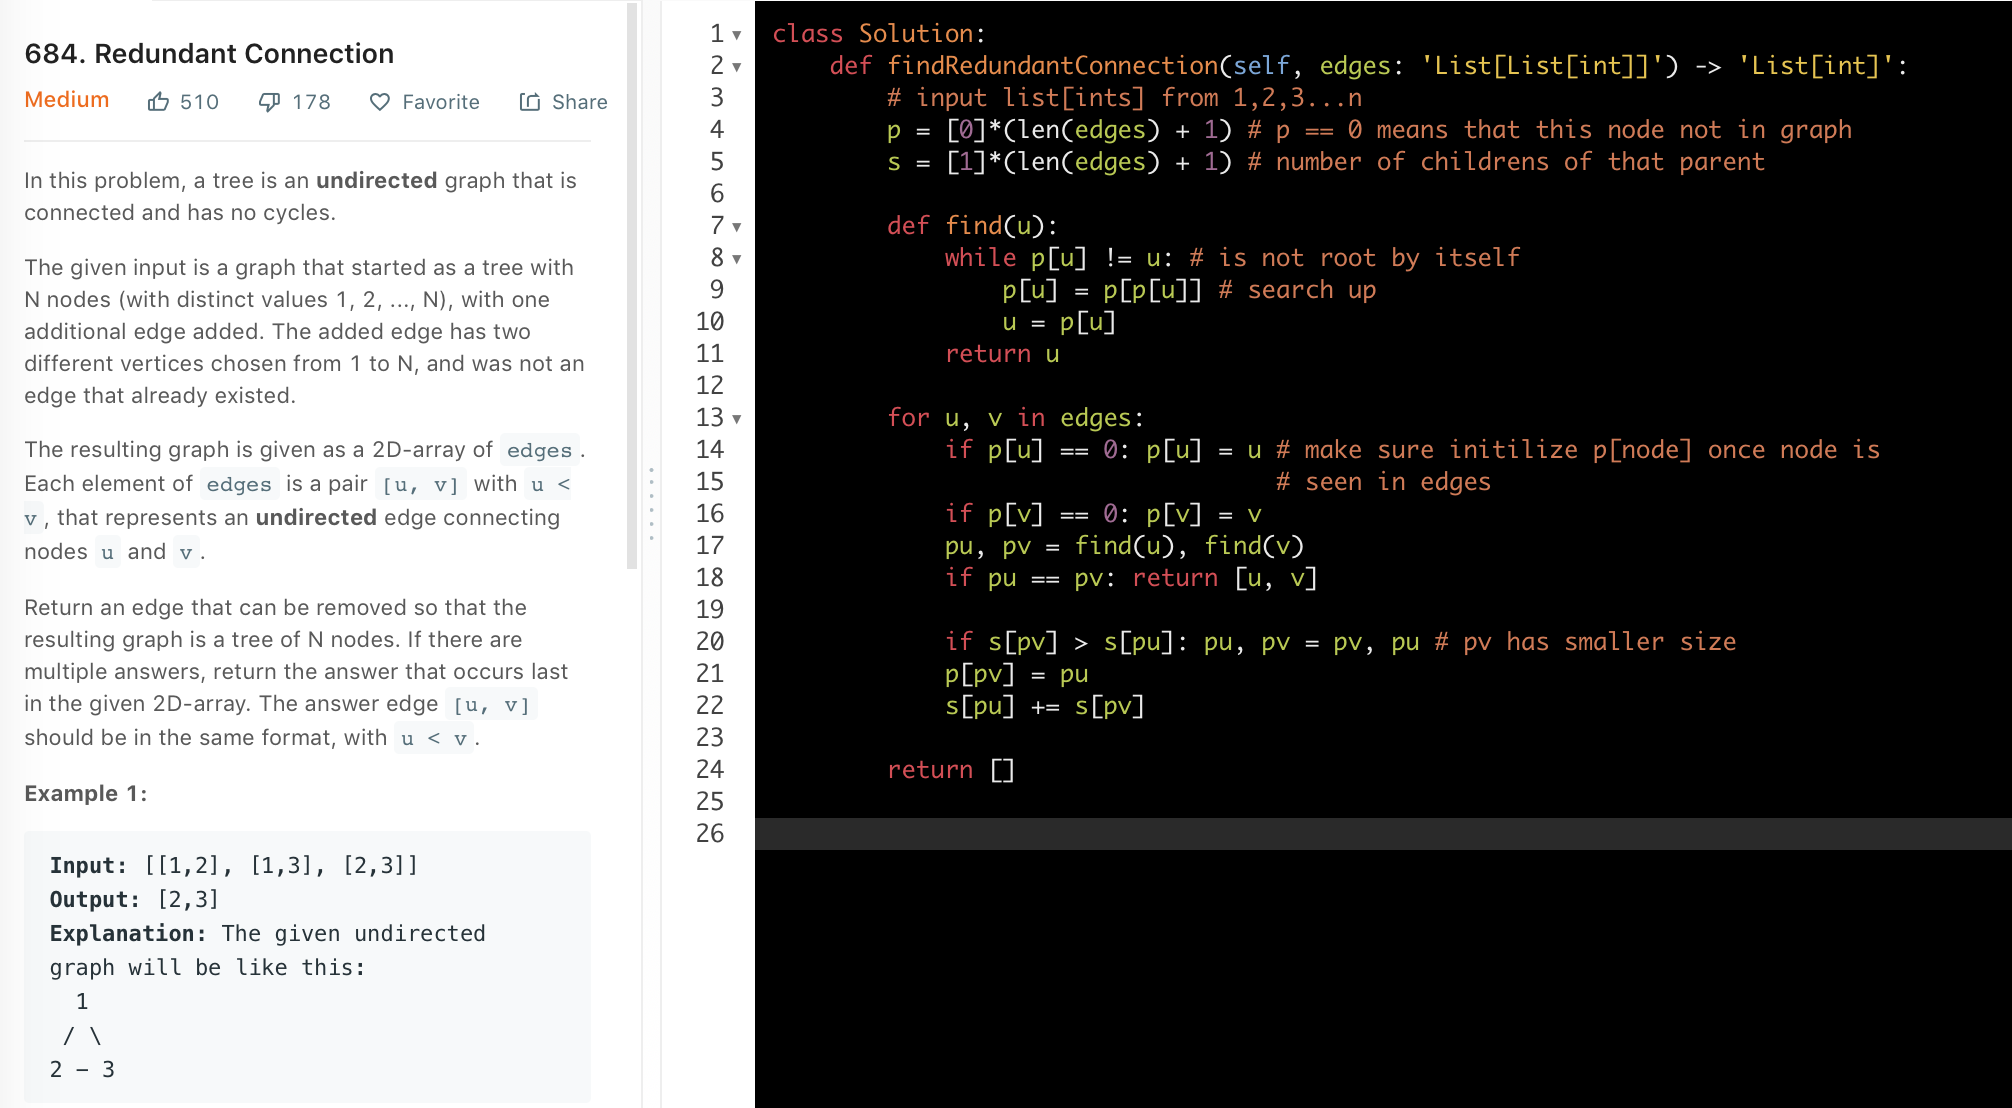 684. Redundant Connection
Medium 510 178 Favorite Share
In this problem, a tree is an undirected graph that is
connected and has no cycles.
The given input is a graph that started as a tree with
N nodes (with distinct values 1, 2, ..., N), with one
additional edge added. The added edge has two
different vertices chosen from 1 to N, and was not an
edge that already existed.
The resulting graph is given as a 2D-array of edges .
Each element of edges is a pair [u, v] with u <
v , that represents an undirected edge connecting
nodes u and v .
Return an edge that can be removed so that the
resulting graph is a tree of N nodes. If there are
multiple answers, return the answer that occurs last
in the given 2D-array. The answer edge [u, v]
should be in the same format, with u < v .
Example 1:
Input: [[1,2], [1,3], [2,3]]
Output: [2,3]
Explanation: The given undirected
graph will be like this:
  1
 / \
2 - 3
1 class Solution:
2     def findRedundantConnection(self, edges: 'List[List[int]]') -> 'List[int]':
3         # input list[ints] from 1,2,3...n
4         p = [0]*(len(edges) + 1) # p == 0 means that this node not in graph
5         s = [1]*(len(edges) + 1) # number of childrens of that parent
6
7         def find(u):
8             while p[u] != u: # is not root by itself
9                 p[u] = p[p[u]] # search up
10                 u = p[u]
11             return u
12
13         for u, v in edges:
14             if p[u] == 0: p[u] = u # make sure initilize p[node] once node is
15                                    # seen in edges
16             if p[v] == 0: p[v] = v
17             pu, pv = find(u), find(v)
18             if pu == pv: return [u, v]
19
20             if s[pv] > s[pu]: pu, pv = pv, pu # pv has smaller size
21             p[pv] = pu
22             s[pu] += s[pv]
23
24         return []
25
26